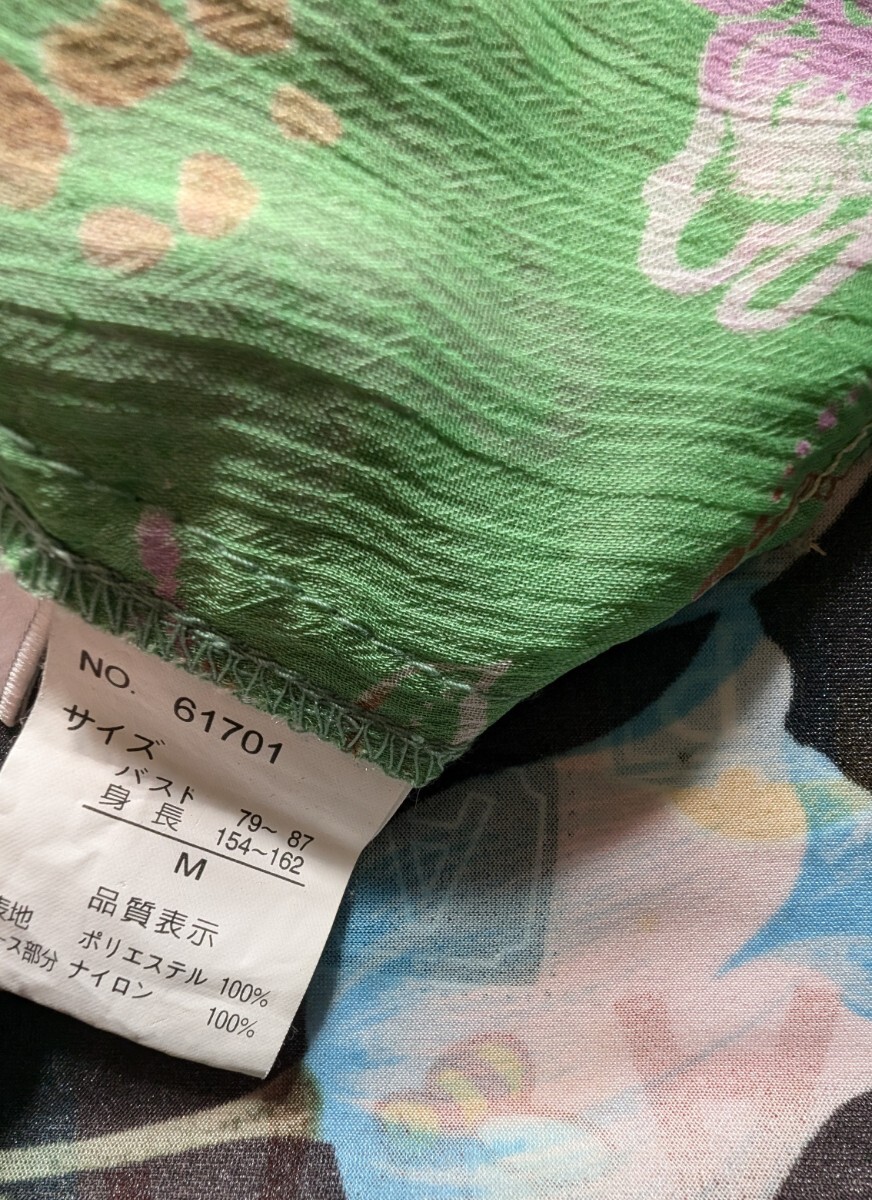 NO. 61701
サイズ
バスト 79~ 87
身長 154~162
M
品質表示
表地 ポリエステル 100%
ース部分 ナイロン 100%